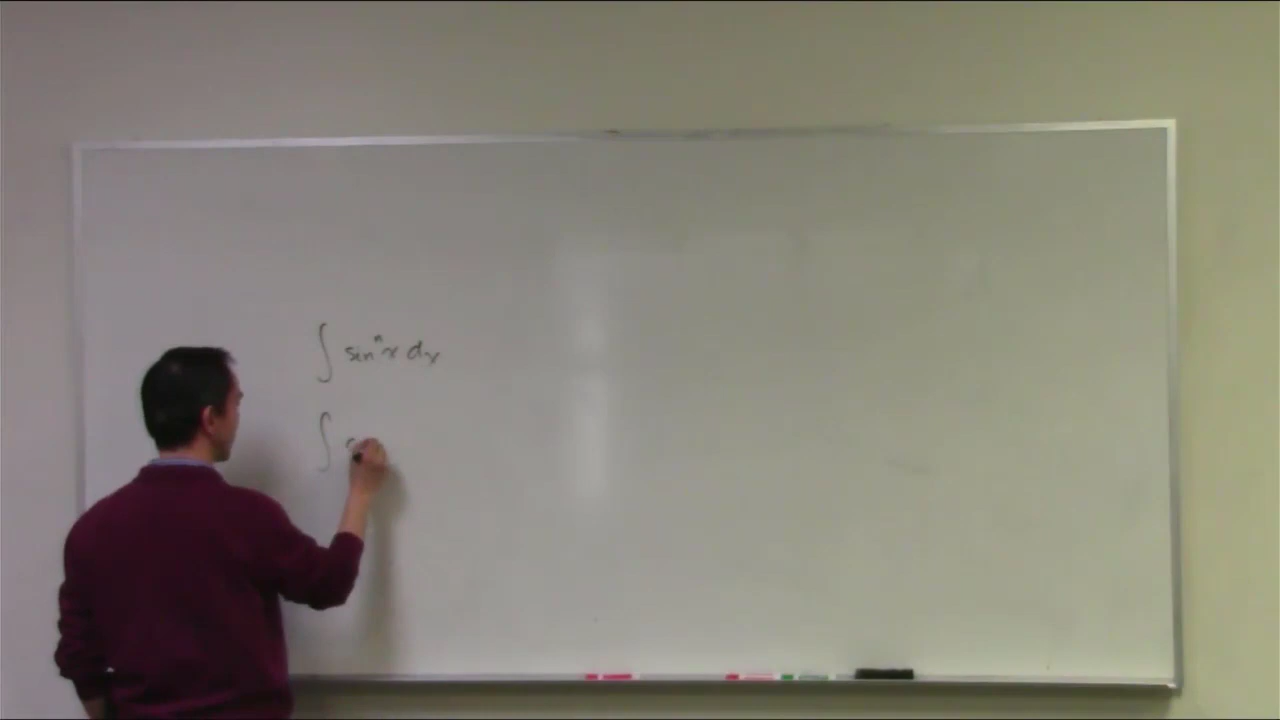 ∫ sinⁿx dx
∫